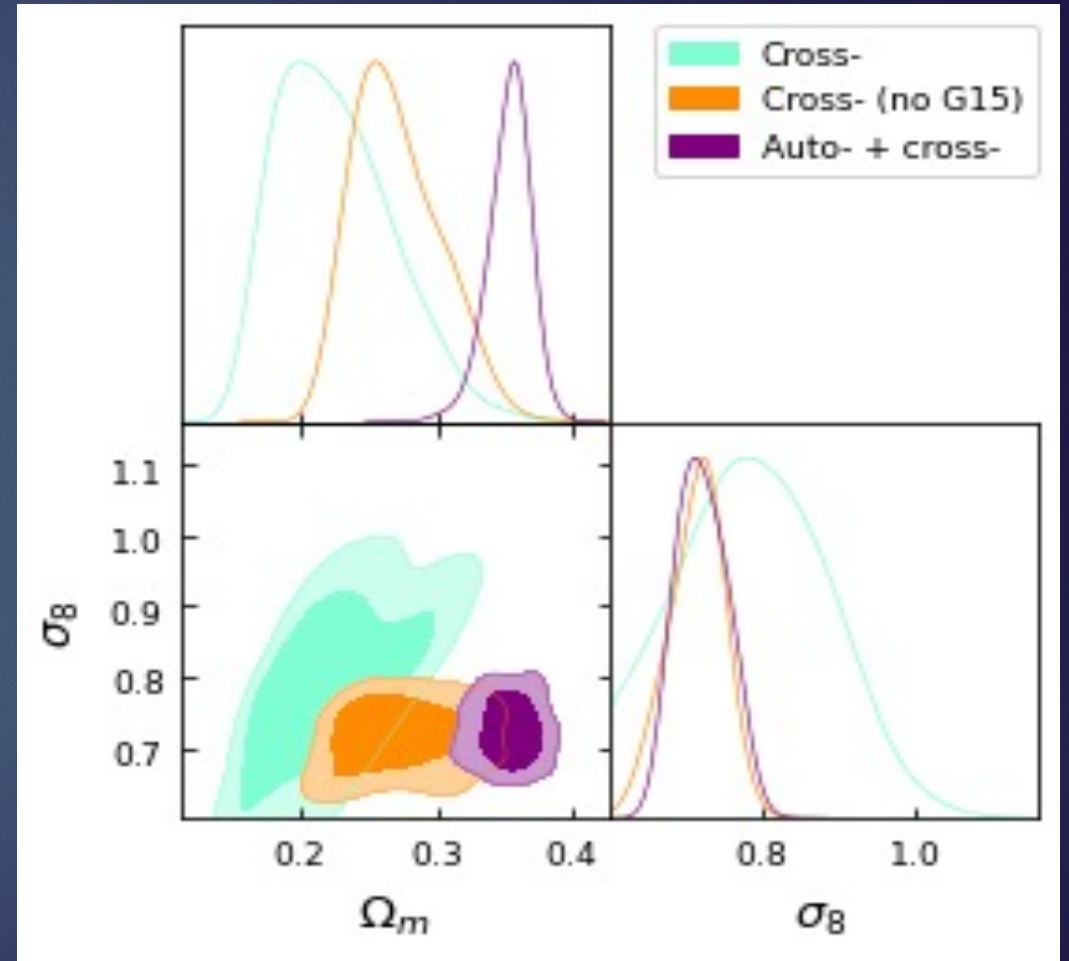 Cross-
Cross- (no G15)
Auto- + cross-
1.1
1.0
0.9
0.8
0.7
σ₈
0.2 0.3 0.4
0.8 1.0
Ωₘ
σ₈